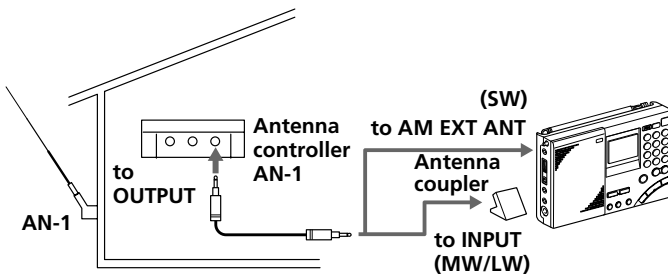 AN-1
to
OUTPUT
Antenna
controller
AN-1
(SW)
to AM EXT ANT
Antenna
coupler
to INPUT
(MW/LW)